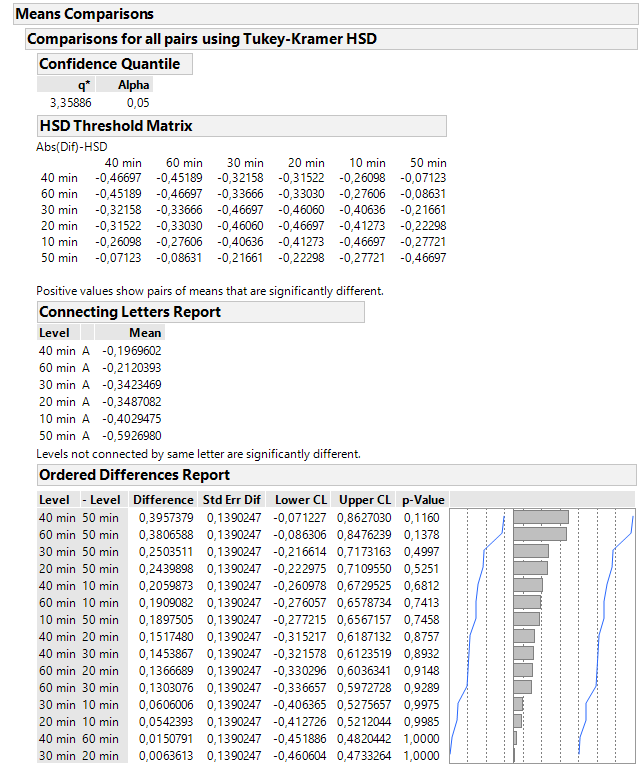 Means Comparisons
Comparisons for all pairs using Tukey-Kramer HSD
Confidence Quantile
q* Alpha
3,35886 0,05
HSD Threshold Matrix
Abs(Dif)-HSD
40 min 60 min 30 min 20 min 10 min 50 min
40 min -0,46697 -0,45189 -0,32158 -0,31522 -0,26098 -0,07123
60 min -0,45189 -0,46697 -0,33666 -0,33030 -0,27606 -0,08631
30 min -0,32158 -0,33666 -0,46697 -0,46060 -0,40636 -0,21661
20 min -0,31522 -0,33030 -0,46060 -0,46697 -0,41273 -0,22298
10 min -0,26098 -0,27606 -0,40636 -0,41273 -0,46697 -0,27721
50 min -0,07123 -0,08631 -0,21661 -0,22298 -0,27721 -0,46697
Positive values show pairs of means that are significantly different.
Connecting Letters Report
Level Mean
40 min A -0,1969602
60 min A -0,2120393
30 min A -0,3423469
20 min A -0,3487082
10 min A -0,4029475
50 min A -0,5926980
Levels not connected by same letter are significantly different.
Ordered Differences Report
Level - Level Difference Std Err Dif Lower CL Upper CL p-Value
40 min 50 min 0,3957379 0,1390247 -0,071227 0,8627030 0,1160
60 min 50 min 0,3806588 0,1390247 -0,086306 0,8476239 0,1378
30 min 50 min 0,2503511 0,1390247 -0,216614 0,7173163 0,4997
20 min 50 min 0,2439898 0,1390247 -0,222975 0,7109550 0,5251
40 min 10 min 0,2059873 0,1390247 -0,260978 0,6729525 0,6812
60 min 10 min 0,1909082 0,1390247 -0,276057 0,6578734 0,7413
10 min 50 min 0,1897505 0,1390247 -0,277215 0,6567157 0,7458
40 min 20 min 0,1517480 0,1390247 -0,315217 0,6187132 0,8757
40 min 30 min 0,1453867 0,1390247 -0,321578 0,6123519 0,8932
60 min 20 min 0,1366689 0,1390247 -0,330296 0,6036341 0,9148
60 min 30 min 0,1303076 0,1390247 -0,336657 0,5972728 0,9289
30 min 10 min 0,0606006 0,1390247 -0,406365 0,5275657 0,9975
20 min 10 min 0,0542393 0,1390247 -0,412726 0,5212044 0,9985
40 min 60 min 0,0150791 0,1390247 -0,451886 0,4820442 1,0000
30 min 20 min 0,0063613 0,1390247 -0,460604 0,4733264 1,0000